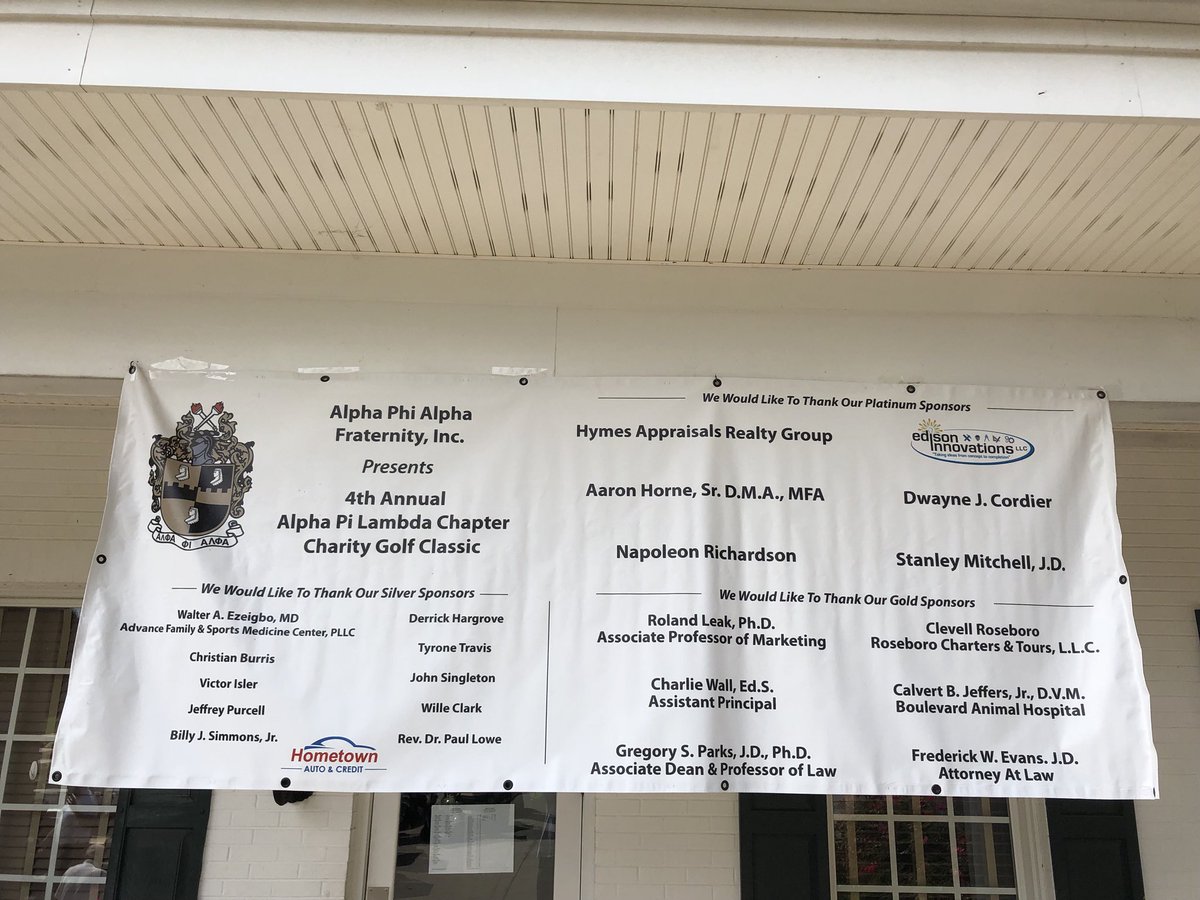 Alpha Phi Alpha
Fraternity, Inc.
Presents
4th Annual
Alpha Pi Lambda Chapter
Charity Golf Classic
ΑΛΦΑ ΦΙ ΑΛΦΑ
We Would Like To Thank Our Silver Sponsors
Walter A. Ezeigbo, MD
Advance Family & Sports Medicine Center, PLLC
Christian Burris
Victor Isler
Jeffrey Purcell
Billy J. Simmons, Jr.
Derrick Hargrove
Tyrone Travis
John Singleton
Wille Clark
Rev. Dr. Paul Lowe
Hometown
AUTO & CREDIT
We Would Like To Thank Our Platinum Sponsors
Hymes Appraisals Realty Group
edison
innovations LLC
"Taking ideas from concept to completion"
Aaron Horne, Sr. D.M.A., MFA
Dwayne J. Cordier
Napoleon Richardson
Stanley Mitchell, J.D.
We Would Like To Thank Our Gold Sponsors
Roland Leak, Ph.D.
Associate Professor of Marketing
Clevell Roseboro
Roseboro Charters & Tours, L.L.C.
Charlie Wall, Ed.S.
Assistant Principal
Calvert B. Jeffers, Jr., D.V.M.
Boulevard Animal Hospital
Gregory S. Parks, J.D., Ph.D.
Associate Dean & Professor of Law
Frederick W. Evans. J.D.
Attorney At Law